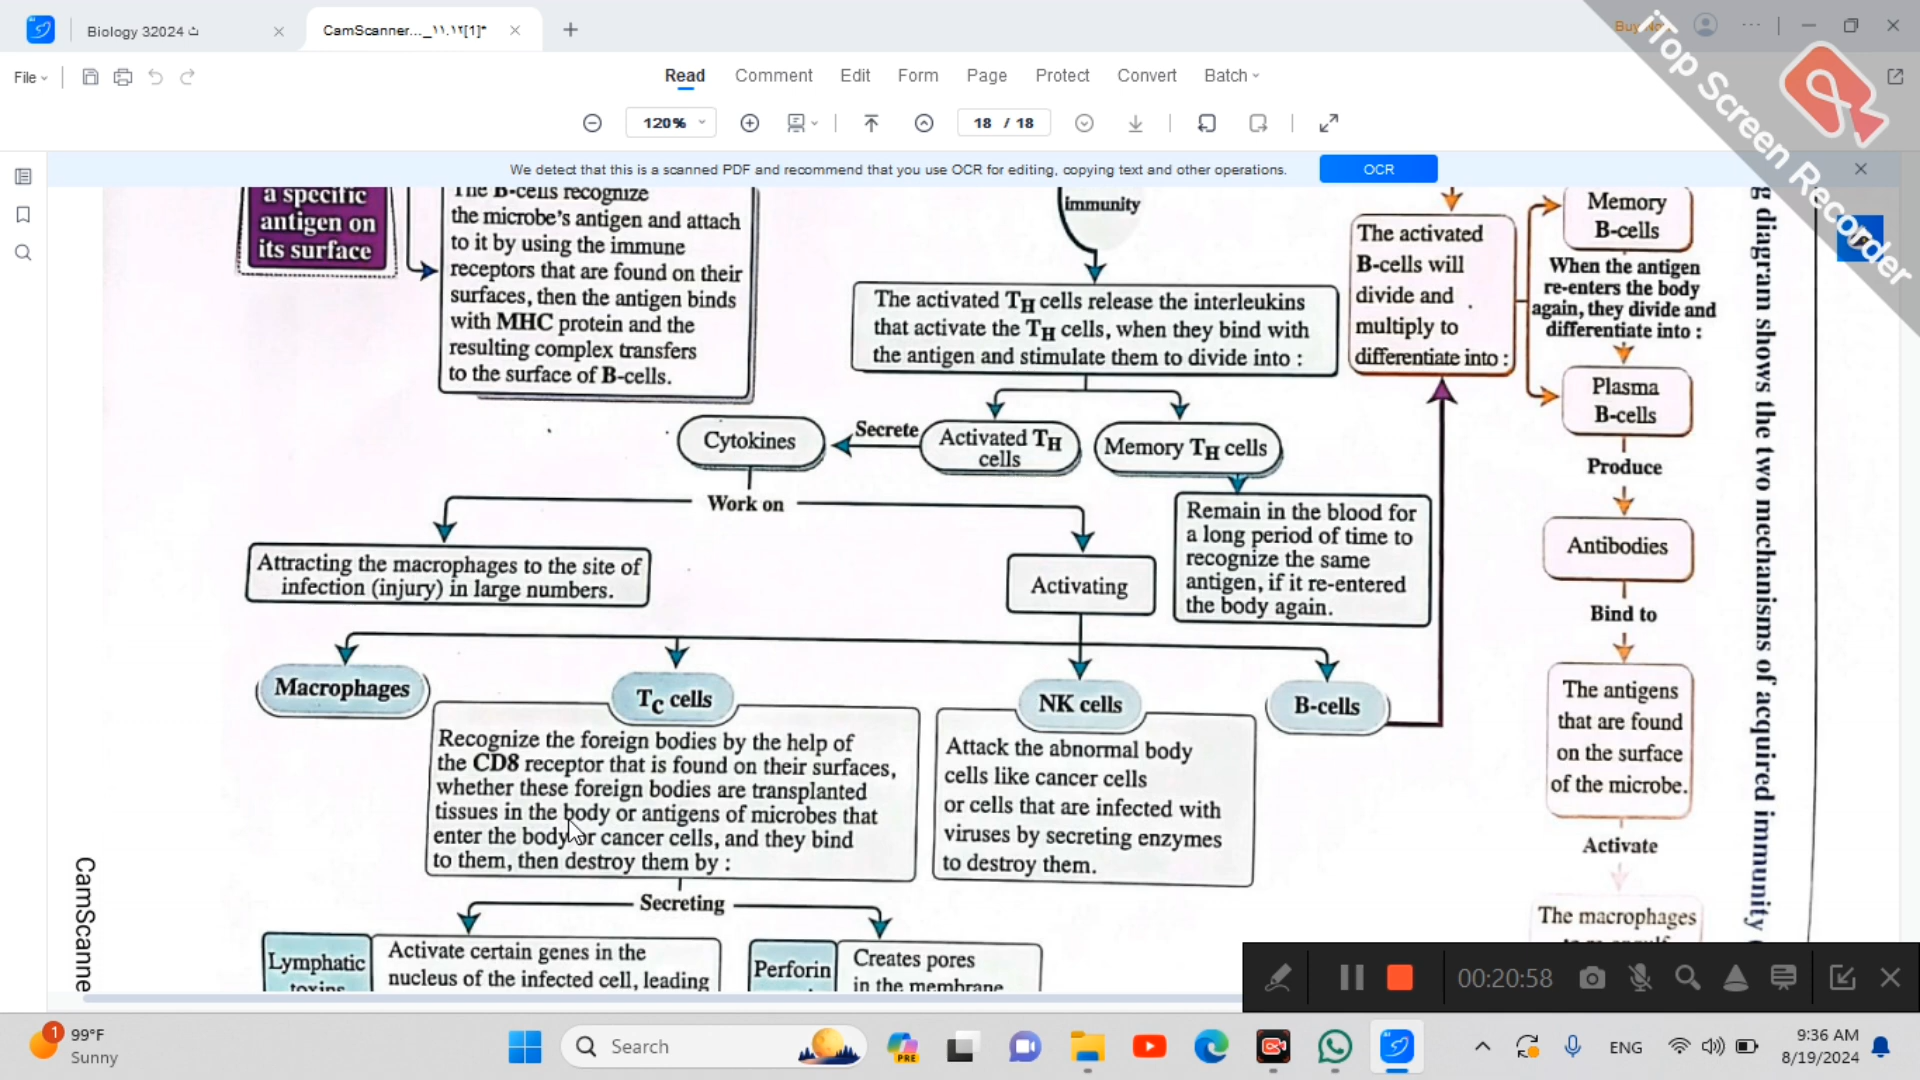 Biology 32024 ث
CamScanner..._١١.١٢[1]*
Buy Now
File
Read
Comment
Edit
Form
Page
Protect
Convert
Batch
120%
18 / 18
We detect that this is a scanned PDF and recommend that you use OCR for editing, copying text and other operations.
OCR
iTop Screen Recorder
a specific
antigen on
its surface
The B-cells recognize
the microbe's antigen and attach
to it by using the immune
receptors that are found on their
surfaces, then the antigen binds
with MHC protein and the
resulting complex transfers
to the surface of B-cells.
immunity
The activated TH cells release the interleukins
that activate the TH cells, when they bind with
the antigen and stimulate them to divide into :
The activated
B-cells will
divide and
multiply to
differentiate into :
Memory
B-cells
When the antigen
re-enters the body
again, they divide and
differentiate into :
Plasma
B-cells
Produce
Antibodies
Bind to
The antigens
that are found
on the surface
of the microbe.
Activate
The macrophages
g diagram shows the two mechanisms of acquired immunity
Cytokines
Secrete
Activated TH
cells
Memory TH cells
Work on
Remain in the blood for
a long period of time to
recognize the same
antigen, if it re-entered
the body again.
Attracting the macrophages to the site of
infection (injury) in large numbers.
Activating
Macrophages
TC cells
NK cells
B-cells
Recognize the foreign bodies by the help of
the CD8 receptor that is found on their surfaces,
whether these foreign bodies are transplanted
tissues in the body or antigens of microbes that
enter the body or cancer cells, and they bind
to them, then destroy them by :
Attack the abnormal body
cells like cancer cells
or cells that are infected with
viruses by secreting enzymes
to destroy them.
Secreting
Lymphatic
toxins
Activate certain genes in the
nucleus of the infected cell, leading
Perforin
Creates pores
in the membrane
CamScanne
00:20:58
1
99°F
Sunny
Search
PRE
ENG
9:36 AM
8/19/2024